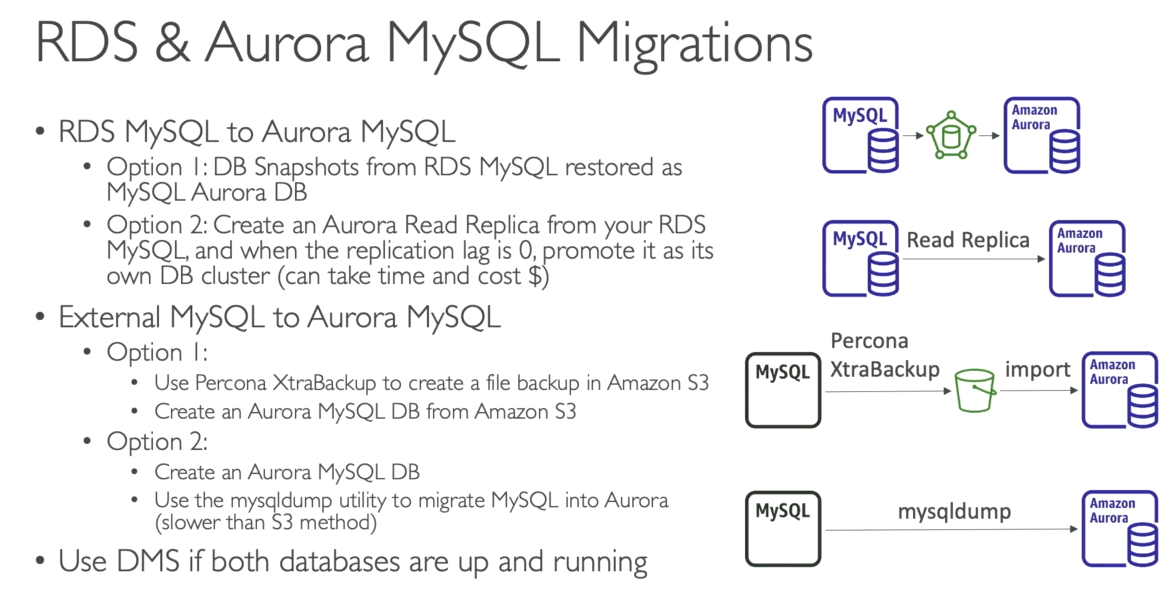 RDS & Aurora MySQL Migrations
• RDS MySQL to Aurora MySQL
• Option 1: DB Snapshots from RDS MySQL restored as
MySQL Aurora DB
• Option 2: Create an Aurora Read Replica from your RDS
MySQL, and when the replication lag is 0, promote it as its
own DB cluster (can take time and cost $)
• External MySQL to Aurora MySQL
• Option 1:
• Use Percona XtraBackup to create a file backup in Amazon S3
• Create an Aurora MySQL DB from Amazon S3
• Option 2:
• Create an Aurora MySQL DB
• Use the mysqldump utility to migrate MySQL into Aurora
(slower than S3 method)
• Use DMS if both databases are up and running
MySQL
Amazon
Aurora
MySQL
Read Replica
Amazon
Aurora
MySQL
Percona
XtraBackup
import
Amazon
Aurora
MySQL
mysqldump
Amazon
Aurora